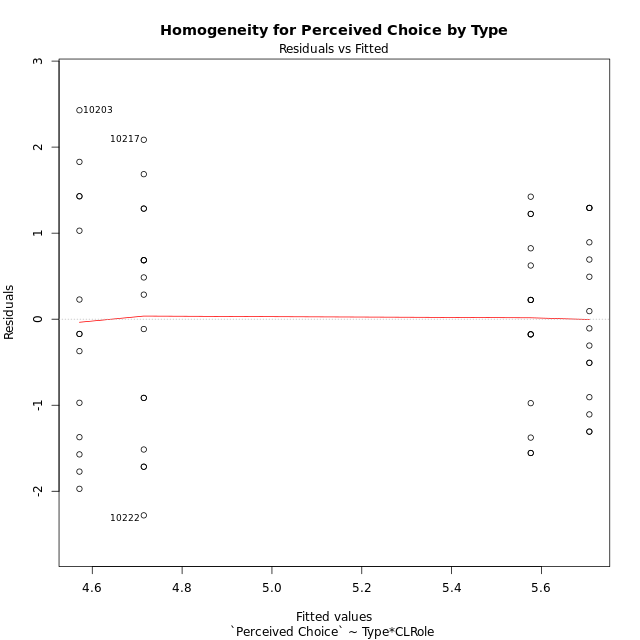 Homogeneity for Perceived Choice by Type
Residuals vs Fitted
3
2
1
0
-1
-2
Residuals
10203
10217
10222
4.6 4.8 5.0 5.2 5.4 5.6
Fitted values
`Perceived Choice` ~ Type*CLRole